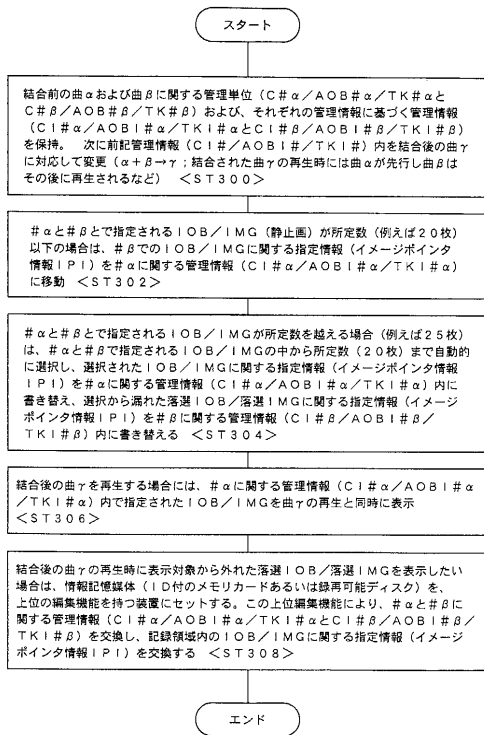 スタート
結合前の曲αおよび曲βに関する管理単位（C#α／AOB#α／TK#αと
C#β／AOB#β／TK#β）および、それぞれの管理情報に基づく管理情報
（CI#α／AOBI#α／TKI#αとCI#β／AOBI#β／TKI#β）
を保持。　次に前記管理情報（CI#／AOBI#／TKI#）内を結合後の曲γ
に対応して変更（α＋β→γ；結合された曲γの再生時には曲αが先行し曲βは
その後に再生されるなど）　＜ST300＞
#αと#βとで指定されるIOB／IMG（静止画）が所定数（例えば20枚）
以下の場合は、#βでのIOB／IMGに関する指定情報（イメージポインタ
情報IPI）を#αに関する管理情報（CI#α／AOBI#α／TKI#α）
に移動　＜ST302＞
#αと#βとで指定されるIOB／IMGが所定数を越える場合（例えば25枚）
は、#αと#βで指定されるIOB／IMGの中から所定数（20枚）まで自動的
に選択し、選択されたIOB／IMGに関する指定情報（イメージポインタ情報
IPI）を#αに関する管理情報（CI#α／AOBI#α／TKI#α）内に
書き替え、選択から漏れた落選IOB／落選IMGに関する指定情報（イメージ
ポインタ情報IPI）を#βに関する管理情報（CI#β／AOBI#β／
TKI#β）内に書き替える　＜ST304＞
結合後の曲γを再生する場合には、#αに関する管理情報（CI#α／AOBI#α
／TKI#α）内で指定されたIOB／IMGを曲γの再生と同時に表示
＜ST306＞
結合後の曲γの再生時に表示対象から外れた落選IOB／落選IMGを表示したい
場合は、情報記憶媒体（ID付のメモリカードあるいは録再可能ディスク）を、
上位の編集機能を持つ装置にセットする。この上位編集機能により、#αと#βに
関する管理情報（CI#α／AOBI#α／TKI#αとCI#β／AOBI#β／
TKI#β）を交換し、記録領域内のIOB／IMGに関する指定情報（イメージ
ポインタ情報IPI）を交換する　＜ST308＞
エンド